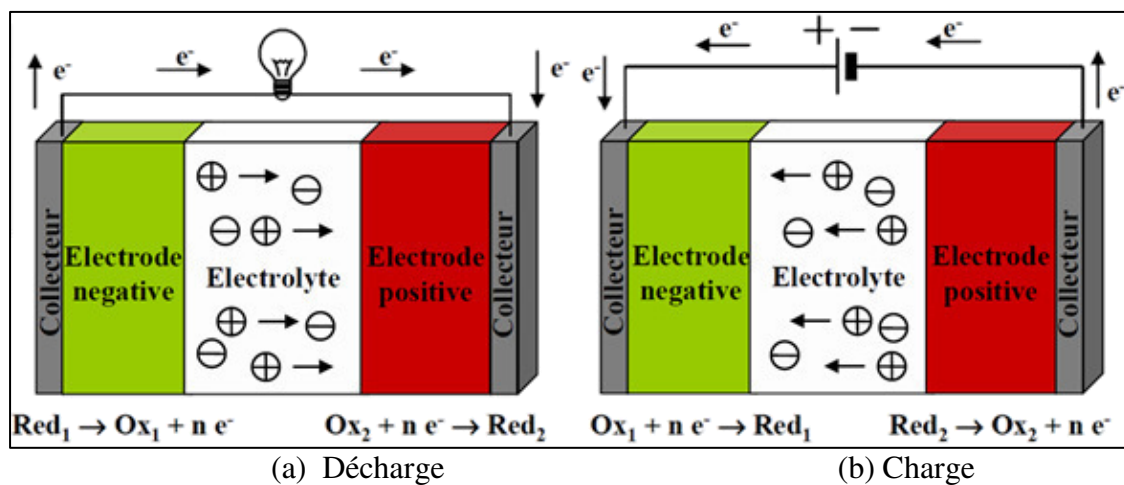 e⁻
e⁻
e⁻
e⁻
Collecteur
Electrode
negative
Electrolyte
Electrode
positive
Collecteur
Red₁ → Ox₁ + n e⁻
Ox₂ + n e⁻ → Red₂
(a) Décharge
+ −
e⁻
e⁻
e⁻
e⁻
Collecteur
Electrode
negative
Electrolyte
Electrode
positive
Collecteur
Ox₁ + n e⁻ → Red₁
Red₂ → Ox₂ + n e⁻
(b) Charge